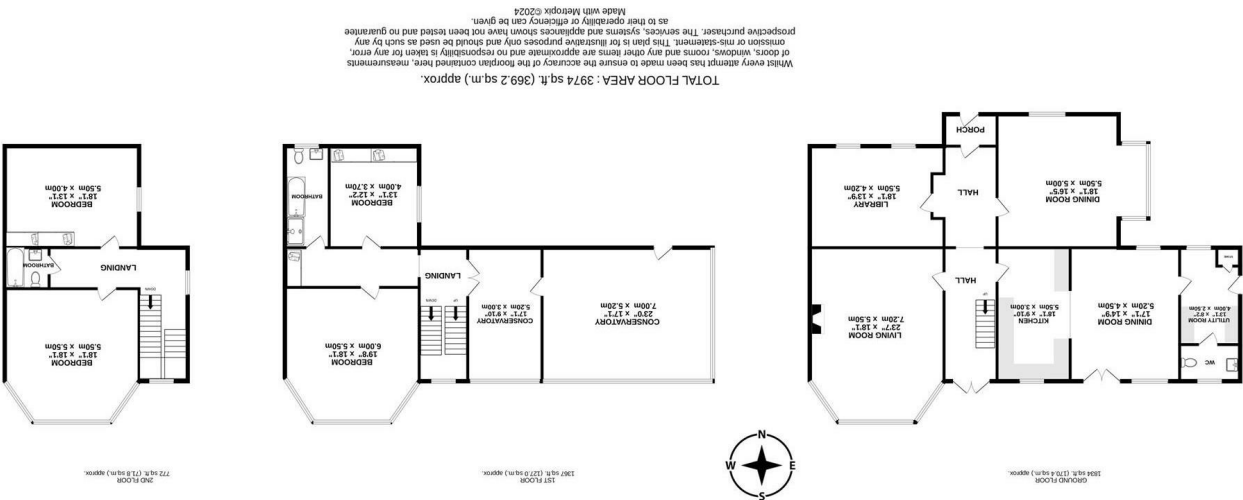 GROUND FLOOR
1834 sq.ft. (170.4 sq.m.) approx.
1ST FLOOR
1367 sq.ft. (127.0 sq.m.) approx.
2ND FLOOR
772 sq.ft. (71.8 sq.m.) approx.
N
W
E
S
WC
UTILITY ROOM
13'1" x 8'2"
4.00m x 2.50m
DINING ROOM
17'1" x 14'9"
5.20m x 4.50m
KITCHEN
18'1" x 9'10"
5.50m x 3.00m
UP
HALL
LIVING ROOM
23'7" x 18'1"
7.20m x 5.50m
DINING ROOM
18'1" x 16'5"
5.50m x 5.00m
HALL
LIBRARY
18'1" x 13'9"
5.50m x 4.20m
PORCH
CONSERVATORY
23'0" x 17'1"
7.00m x 5.20m
CONSERVATORY
17'1" x 9'10"
5.20m x 3.00m
UP
DOWN
LANDING
BEDROOM
19'8" x 18'1"
6.00m x 5.50m
BEDROOM
13'1" x 12'2"
4.00m x 3.70m
BATHROOM
DOWN
LANDING
BEDROOM
18'1" x 18'1"
5.50m x 5.50m
BATHROOM
BEDROOM
18'1" x 13'1"
5.50m x 4.00m
TOTAL FLOOR AREA : 3974 sq.ft. (369.2 sq.m.) approx.
Whilst every attempt has been made to ensure the accuracy of the floorplan contained here, measurements
of doors, windows, rooms and any other items are approximate and no responsibility is taken for any error,
omission or mis-statement. This plan is for illustrative purposes only and should be used as such by any
prospective purchaser. The services, systems and appliances shown have not been tested and no guarantee
as to their operability or efficiency can be given.
Made with Metropix ©2024